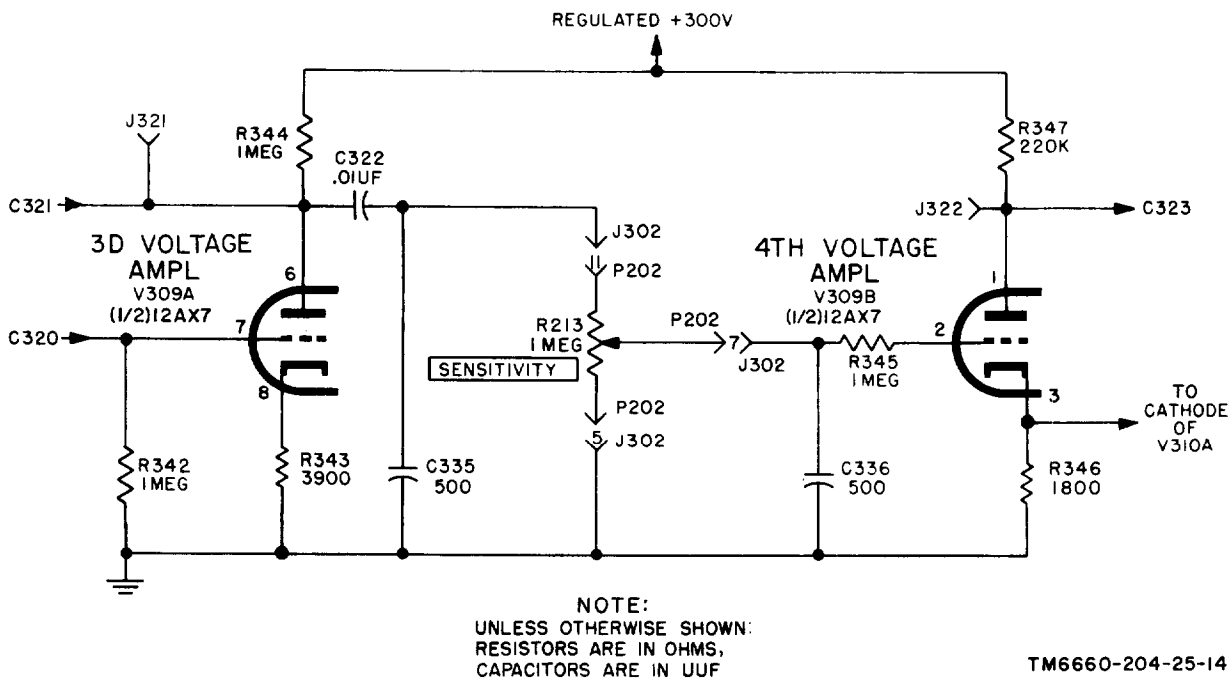 REGULATED +300V
J321
R344
1MEG
C322
.01UF
R347
220K
C321
J322
C323
3D VOLTAGE
AMPL
V309A
(1/2)12AX7
6
7
8
J302
11
P202
4TH VOLTAGE
AMPL
V309B
(1/2)12AX7
1
2
3
C320
R213
1 MEG
SENSITIVITY
P202
7
J302
R345
1MEG
P202
5
J302
TO
CATHODE
OF
V310A
R342
1MEG
R343
3900
C335
500
C336
500
R346
1800
NOTE:
UNLESS OTHERWISE SHOWN:
RESISTORS ARE IN OHMS,
CAPACITORS ARE IN UUF
TM6660-204-25-14